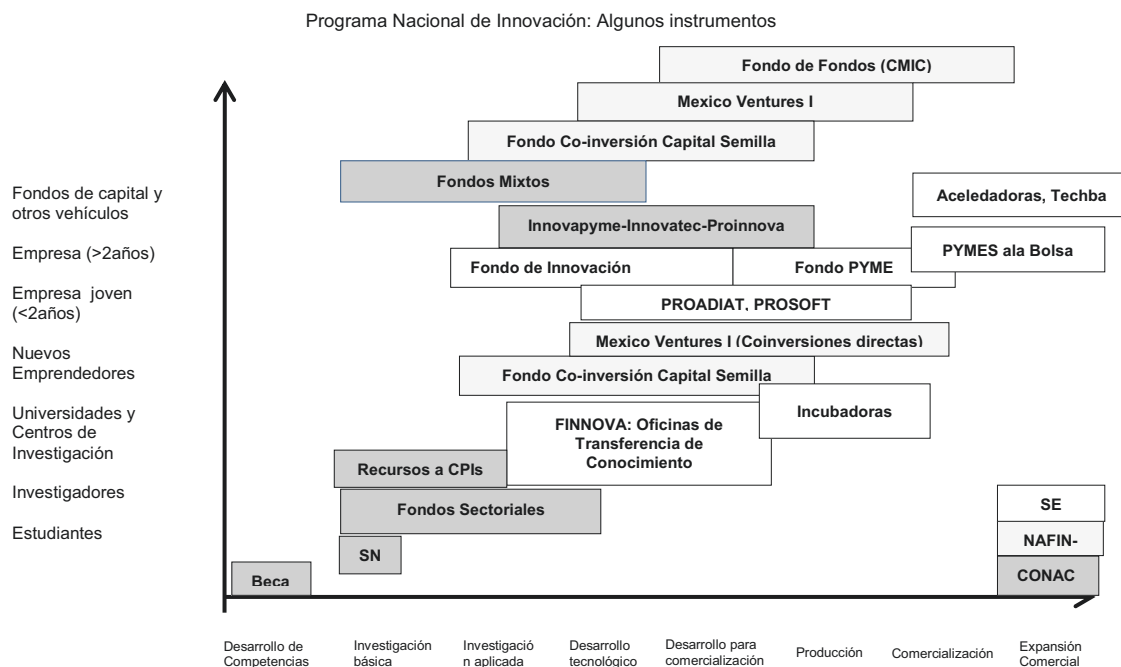 Programa Nacional de Innovación: Algunos instrumentos
Fondo de Fondos (CMIC)
Mexico Ventures I
Fondo Co-inversión Capital Semilla
Fondos Mixtos
Fondos de capital y
otros vehículos
Aceledadoras, Techba
Innovapyme-Innovatec-Proinnova
Empresa (>2años)
PYMES ala Bolsa
Fondo de Innovación
Fondo PYME
Empresa joven
(<2años)
PROADIAT, PROSOFT
Mexico Ventures I (Coinversiones directas)
Nuevos
Emprendedores
Fondo Co-inversión Capital Semilla
Universidades y
Centros de
Investigación
Incubadoras
FINNOVA: Oficinas de
Transferencia de
Conocimiento
Recursos a CPIs
Investigadores
Fondos Sectoriales
SE
Estudiantes
SN
NAFIN-
Beca
CONAC
Desarrollo de
Competencias
Investigación
básica
Investigació
n aplicada
Desarrollo
tecnológico
Desarrollo para
comercialización
Producción
Comercialización
Expansión
Comercial